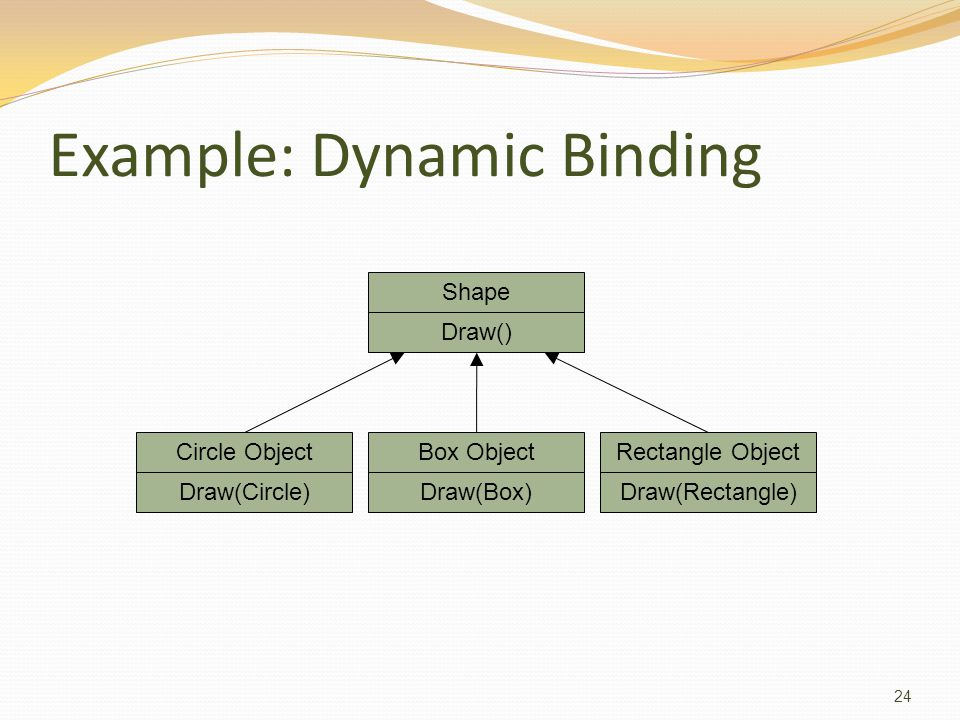 Example: Dynamic Binding
Shape
Draw()
Circle Object
Box Object
Rectangle Object
Draw(Circle)
Draw(Box)
Draw(Rectangle)
24